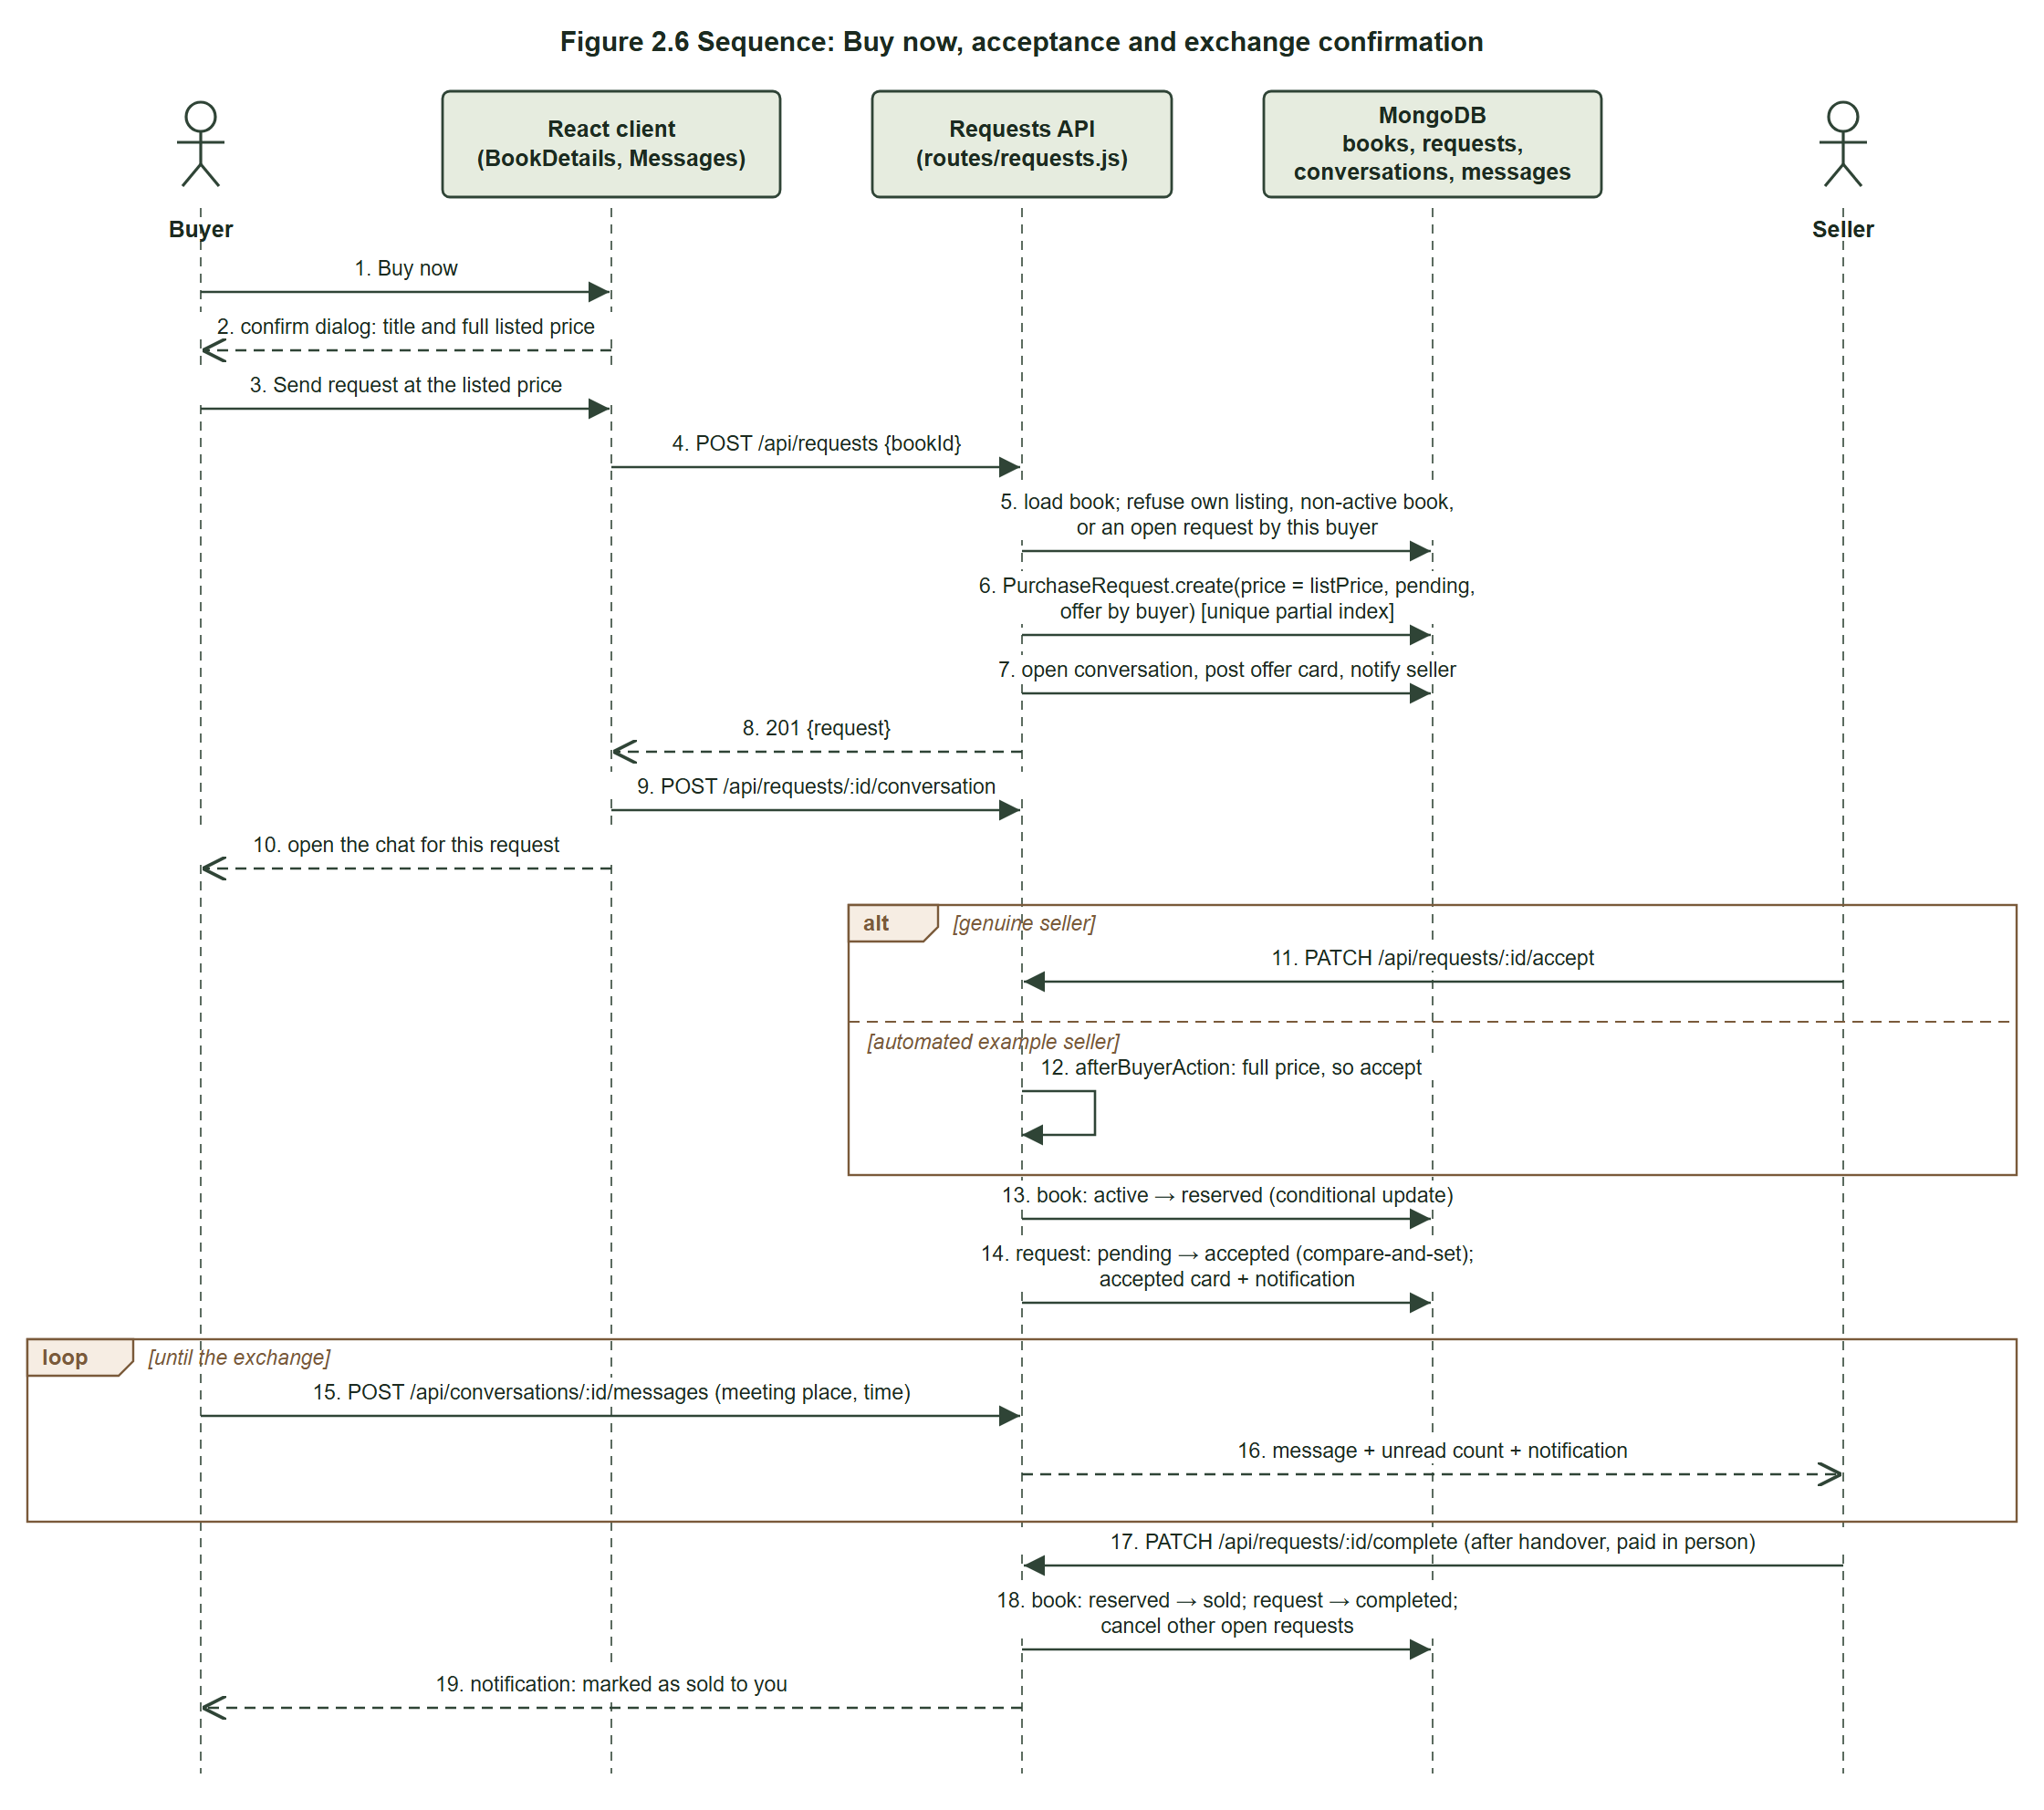 Figure 2.6 Sequence: Buy now, acceptance and exchange confirmation
React client
(BookDetails, Messages)
Requests API
(routes/requests.js)
MongoDB
books, requests,
conversations, messages
Buyer
Seller
1. Buy now
2. confirm dialog: title and full listed price
3. Send request at the listed price
4. POST /api/requests {bookId}
5. load book; refuse own listing, non-active book,
or an open request by this buyer
6. PurchaseRequest.create(price = listPrice, pending,
offer by buyer) [unique partial index]
7. open conversation, post offer card, notify seller
8. 201 {request}
9. POST /api/requests/:id/conversation
10. open the chat for this request
alt [genuine seller]
11. PATCH /api/requests/:id/accept
[automated example seller]
12. afterBuyerAction: full price, so accept
13. book: active → reserved (conditional update)
14. request: pending → accepted (compare-and-set);
accepted card + notification
loop [until the exchange]
15. POST /api/conversations/:id/messages (meeting place, time)
16. message + unread count + notification
17. PATCH /api/requests/:id/complete (after handover, paid in person)
18. book: reserved → sold; request → completed;
cancel other open requests
19. notification: marked as sold to you